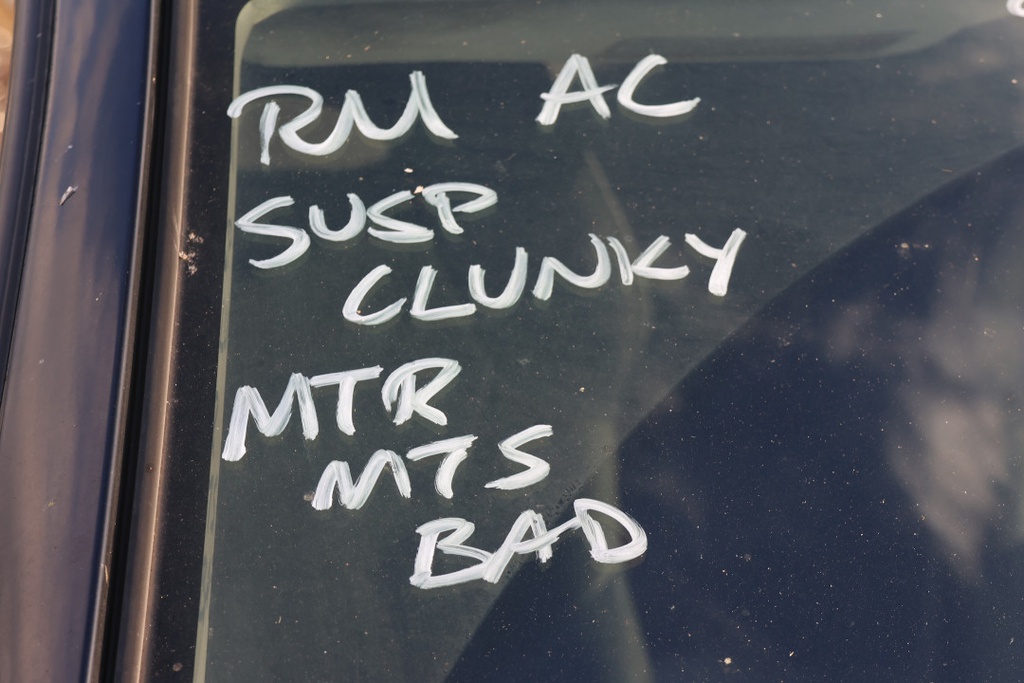 RM AC
SUSP
CLUNKY
MTR
MTS
BAD